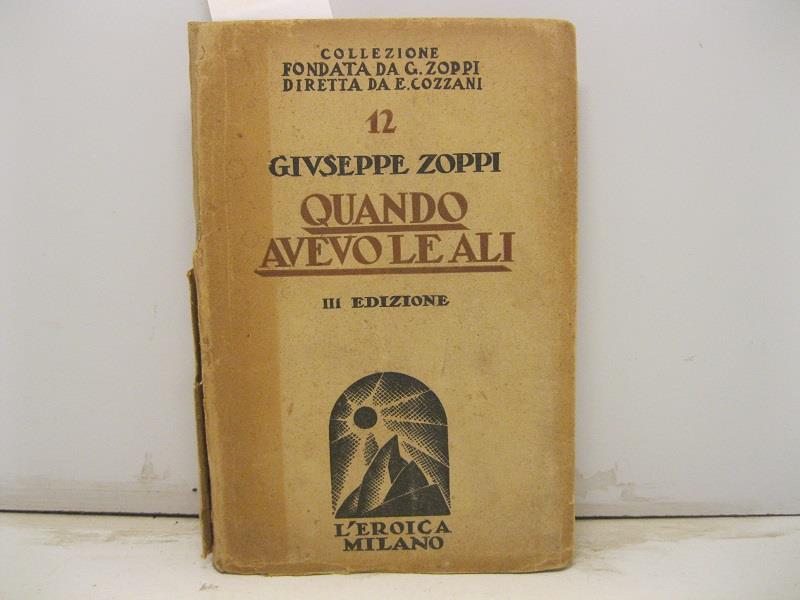 COLLEZIONE
FONDATA DA G. ZOPPI
DIRETTA DA E. COZZANI
12
GIVSEPPE ZOPPI
QUANDO
AVEVO LE ALI
III EDIZIONE
L'EROICA
MILANO